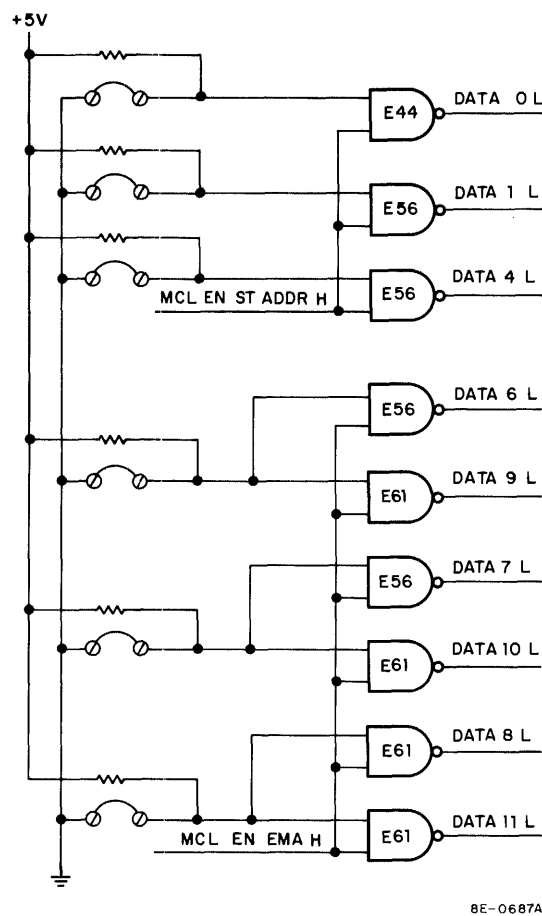 +5V
E44
DATA 0 L
E56
DATA 1 L
E56
DATA 4 L
MCL EN ST ADDR H
E56
DATA 6 L
E61
DATA 9 L
E56
DATA 7 L
E61
DATA 10 L
E61
DATA 8 L
MCL EN EMA H
E61
DATA 11 L
8E-0687A